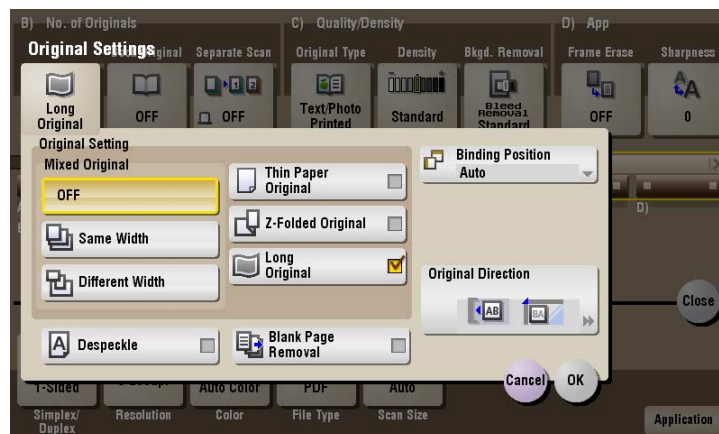 B) No. of Originals
C) Quality/Density
D) App
Original Settings
Original
Separate Scan
Original Type
Density
Bkgd. Removal
Frame Erase
Sharpness
Long
Original
OFF
OFF
Text/Photo
Printed
Standard
Bleed
Removal
Standard
OFF
0
Original Setting
Mixed Original
OFF
Same Width
Different Width
Thin Paper
Original
Z-Folded Original
Long
Original
Binding Position
Auto
Original Direction
AB
BA
D)
Close
Despeckle
Blank Page
Removal
Cancel
OK
1-Sided
Auto Color
PDF
Auto
Simplex/
Duplex
Resolution
Color
File Type
Scan Size
Application